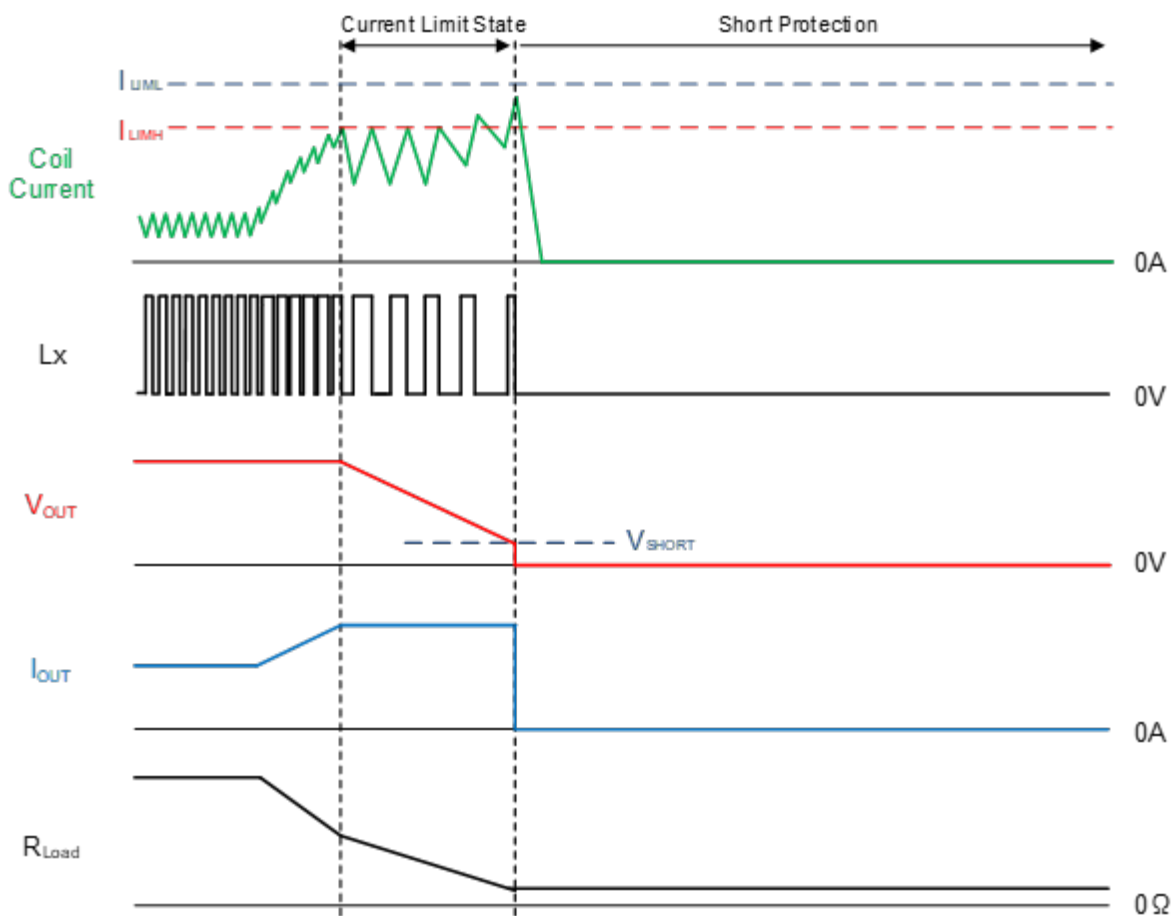 Current Limit State
Short Protection
ILIML
ILIMH
Coil
Current
0A
Lx
0V
VOUT
VSHORT
0V
IOUT
0A
RLoad
0Ω